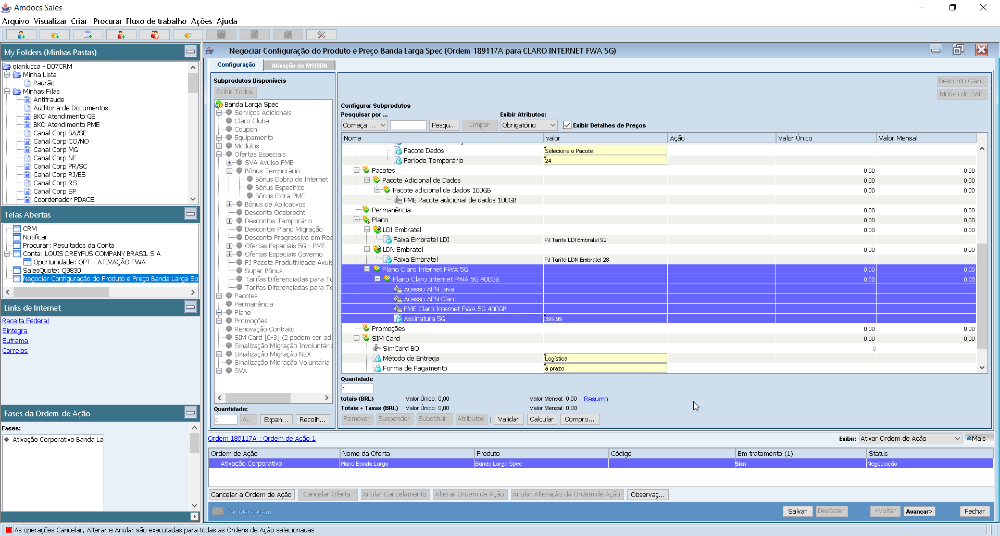 Amdocs Sales
Arquivo Visualizar Criar Procurar Fluxo de trabalho Ações Ajuda
My Folders (Minhas Pastas)
gianlucca - D07CRM
Minha Lista
Padrão
Minhas Filas
Antifraude
Auditoria de Documentos
BKO Atendimento GE
BKO Atendimento PME
Canal Corp BA/SE
Canal Corp CO/NO
Canal Corp MG
Canal Corp NE
Canal Corp PR/SC
Canal Corp RJ/ES
Canal Corp RS
Canal Corp SP
Coordenador PDACE
Telas Abertas
CRM
Notificar
Procurar: Resultados da Conta
Conta: LOUIS DREYFUS COMPANY BRASIL S A
Oportunidade: OPT - ATIVAÇÃO FWA
SalesQuote: Q9830
Negociar Configuração do Produto e Preço Banda Larga Sp
Links de Internet
Receita Federal
Sintegra
Suframa
Correios
Fases da Ordem de Ação
Fases:
Ativação Corporativo Banda La
Negociar Configuração do Produto e Preço Banda Larga Spec (Ordem 189117A para CLARO INTERNET FWA 5G)
Configuração Ativação do MSISDN
Subprodutos Disponíveis
Exibir Todos
Banda Larga Spec
Serviços Adicionais
Claro Clube
Coupon
Equipamento
Modulos
Ofertas Especiais
SVA Avulso PME
Bônus Temporário
Bônus Dobro de Internet
Bônus Específico
Bônus Extra PME
Bônus de Aplicativos
Desconto Odebrecht
Descontos Temporário
Descontos Plano Migração
Desconto Progressivo em Rea
Ofertas Especiais 5G - PME
Ofertas Especiais Governo
PJ Pacote Produtividade Avuls
Super Bônus
Tarifas Diferenciadas para To
Tarifas Diferenciadas para To
Pacotes
Permanência
Plano
Promoções
Renovação Contrato
SIM Card [0-3] (2 podem ser adi
Sinalização Migração Involuntária
Sinalização Migração NEX
Sinalização Migração Voluntária .
SVA
Quantidade:
0 A... Expan... Recolh...
Desconto Claro
Motivo do SAP
Configurar Subprodutos
Pesquisar por ... Exibir Atributos:
Começa ... Pesqu... Limpar Obrigatório Exibir Detalhes de Preços
Nome valor Ação Valor Único Valor Mensal
Pacote Dados *Selecione o Pacote
Período Temporário *24
Pacotes 0,00 0,00
Pacote Adicional de Dados 0,00 0,00
Pacote adicional de dados 100GB 0,00 0,00
PME Pacote adicional de dados 100GB
Permanência 0,00 0,00
Plano 0,00 0,00
LDI Embratel 0,00 0,00
Faixa Embratel LDI PJ Tarifa LDI Embratel 92
LDN Embratel 0,00 0,00
Faixa Embratel PJ Tarifa LDN Embratel 28
Plano Claro Internet FWA 5G 0,00 0,00
Plano Claro Internet FWA 5G 400GB 0,00 0,00
Acesso APN Java
Acesso APN Claro
PME Claro Internet FWA 5G 400GB
Assinatura 5G *399.99
Promoções 0,00 0,00
SIM Card 0,00 0,00
SimCard BO 0
Método de Entrega *Logística
Forma de Pagamento *à prazo
Quantidade
1
totais (BRL) Valor Único: 0,00 Valor Mensal: 0,00 Resumo
Totais + Taxas (BRL) Valor Único: 0,00 Valor Mensal: 0,00
Remover Suspender Substituir Atributos | Validar Calcular Compro...
Ordem 189117A : Ordem de Ação 1 Exibir: Ativar Ordem de Ação Mais
Ordem de Ação Nome da Oferta Produto Código Em tratamento (1) Status
Ativação Corporativo Plano Banda Larga Banda Larga Spec Sim Negociação
Cancelar a Ordem de Ação Cancelar Oferta Anular Cancelamento Alterar Ordem de Ação Anular Alteração da Ordem de Ação Observaç...
Ver Mensagem Salvar Desfazer <Voltar Avançar> Fechar
As operações Cancelar, Alterar e Anular são executadas para todas as Ordens de Ação selecionadas